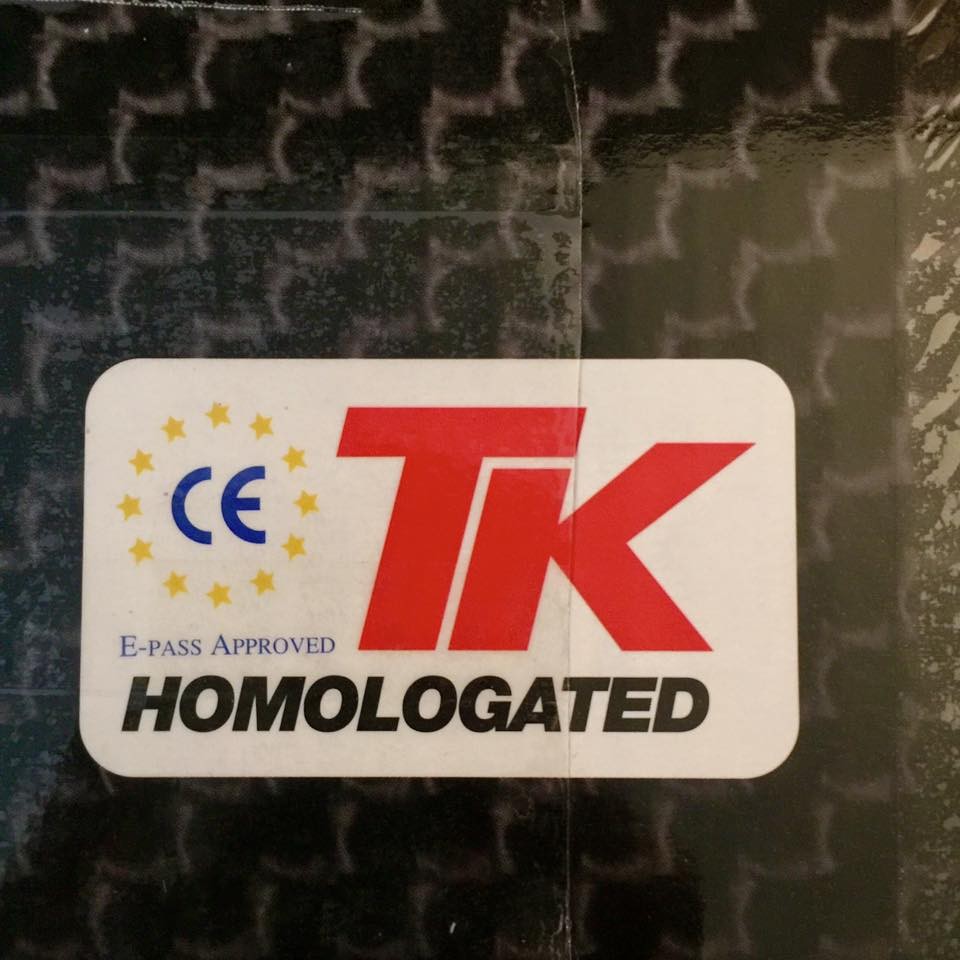 CE
TK
E-PASS APPROVED
HOMOLOGATED